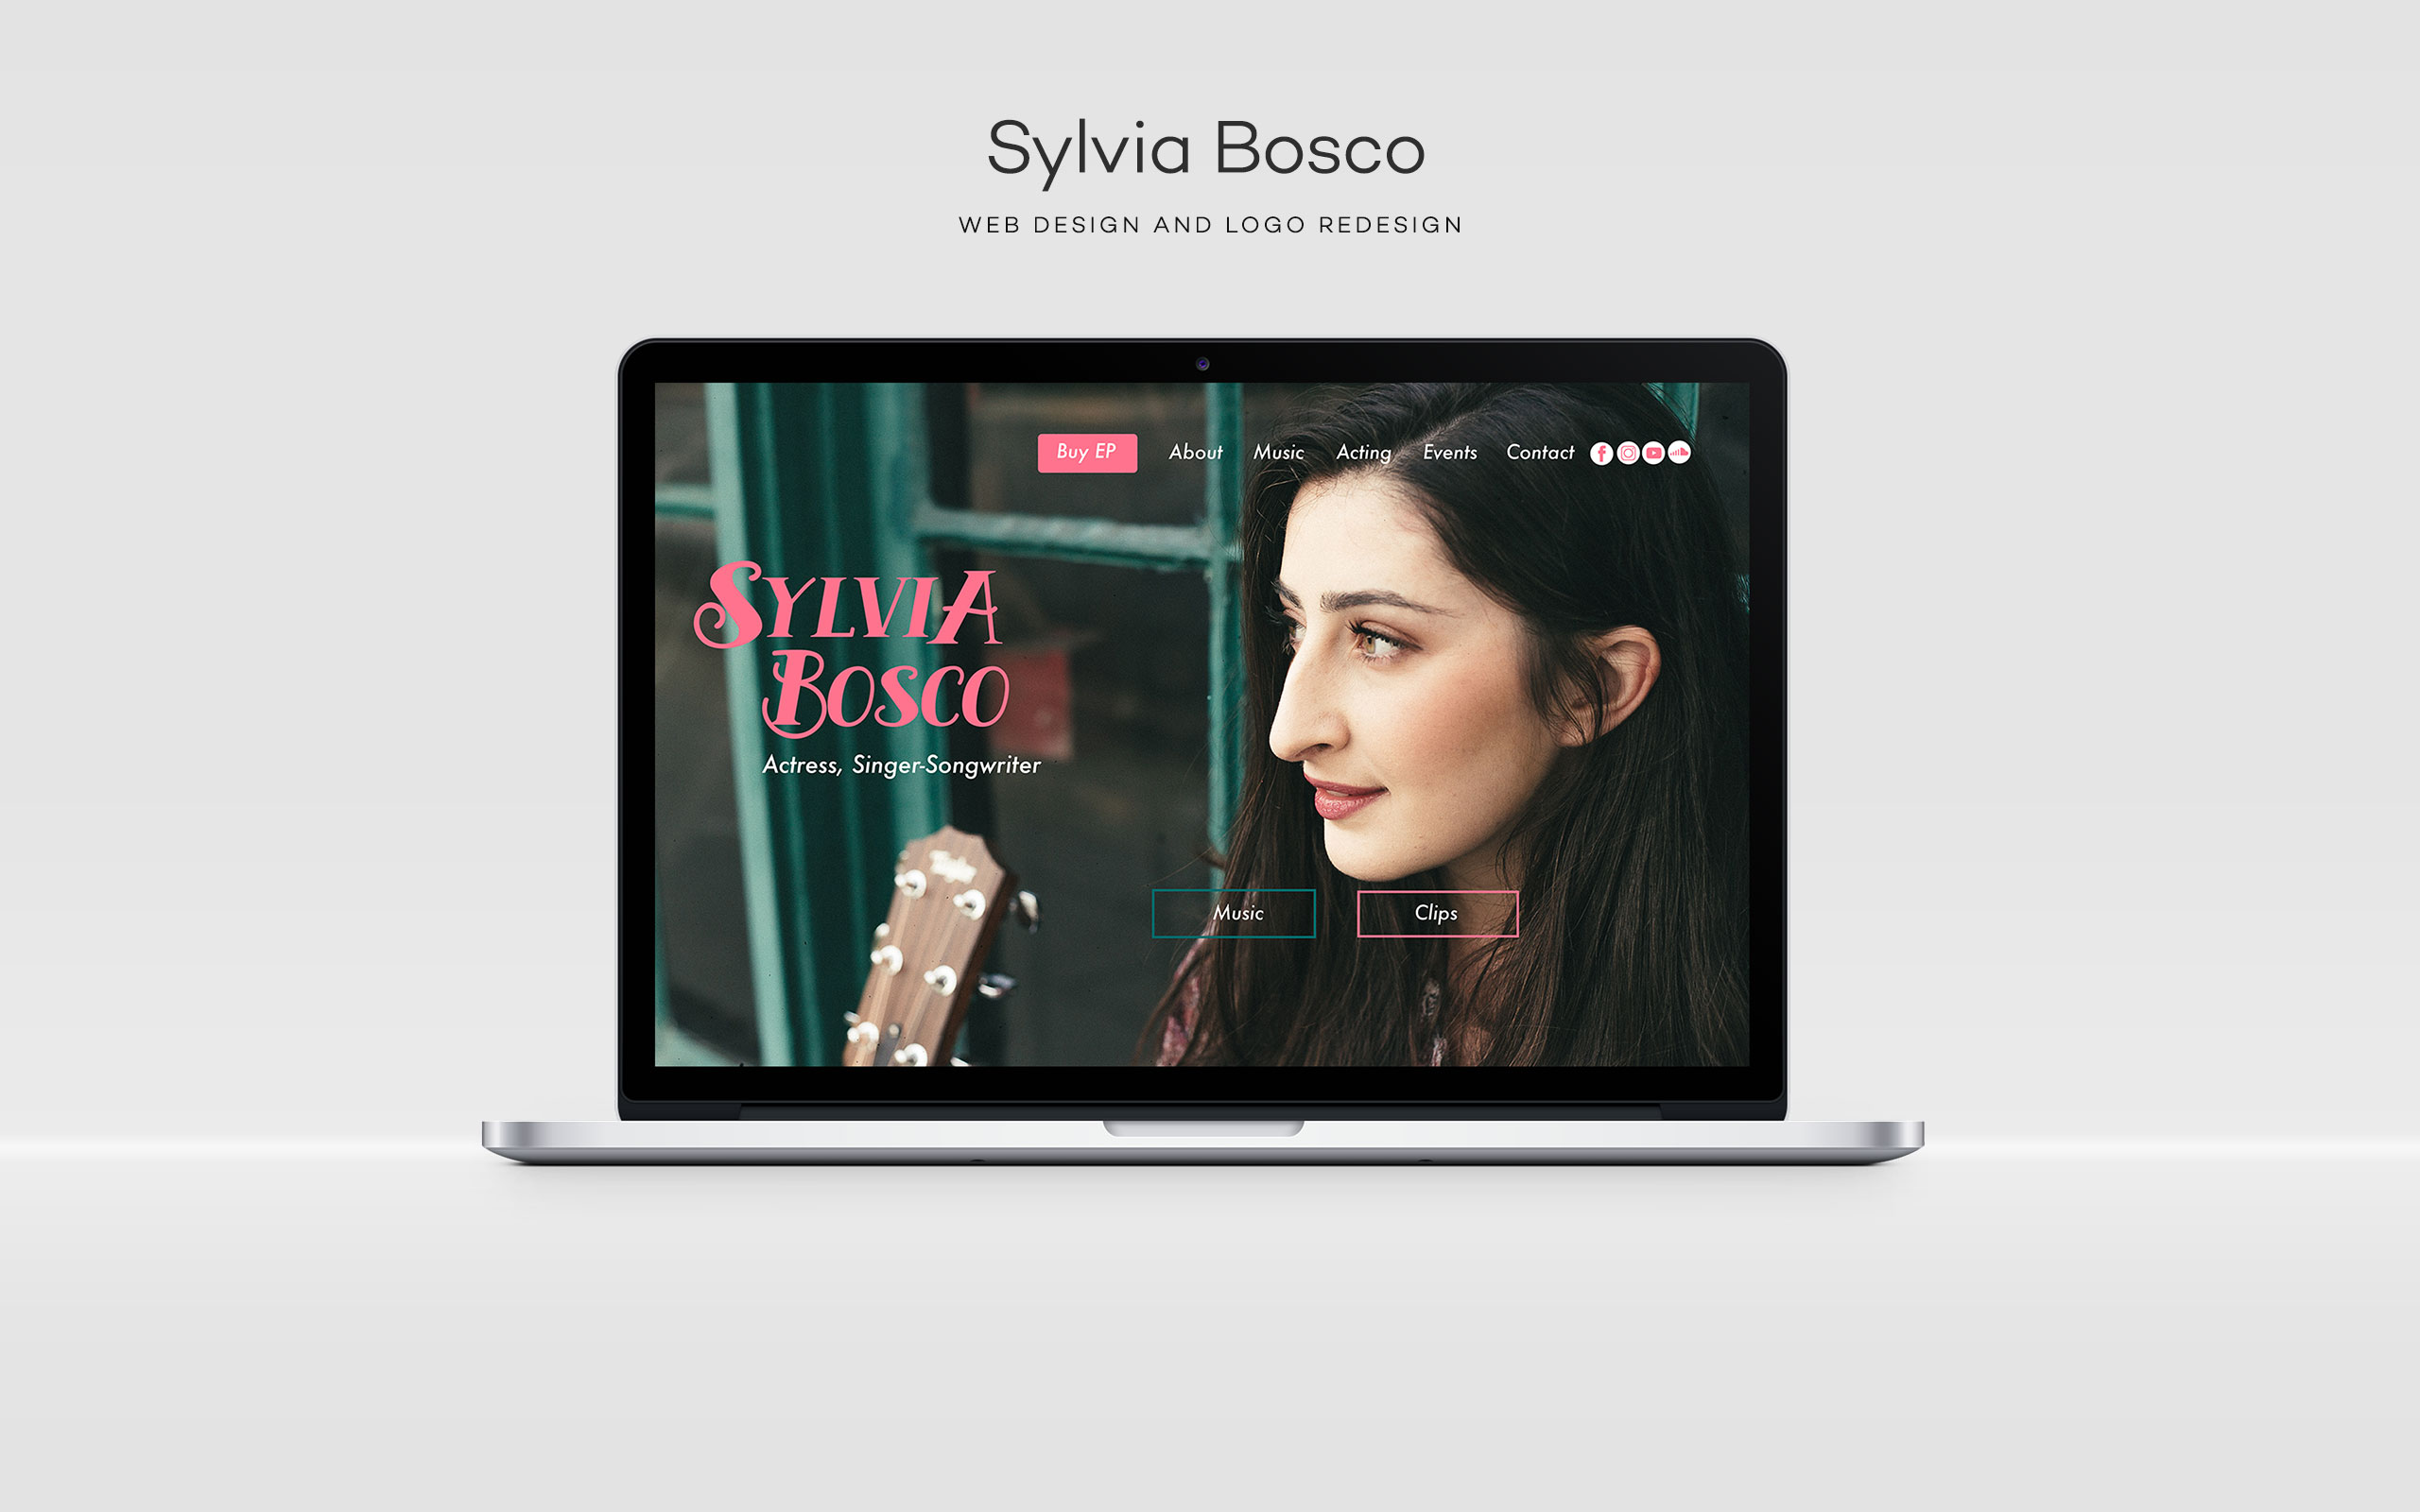 Sylvia Bosco
WEB DESIGN AND LOGO REDESIGN
Buy EP About Music Acting Events Contact
SYLVIA
BOSCO
Actress, Singer-Songwriter
Taylor
Music Clips